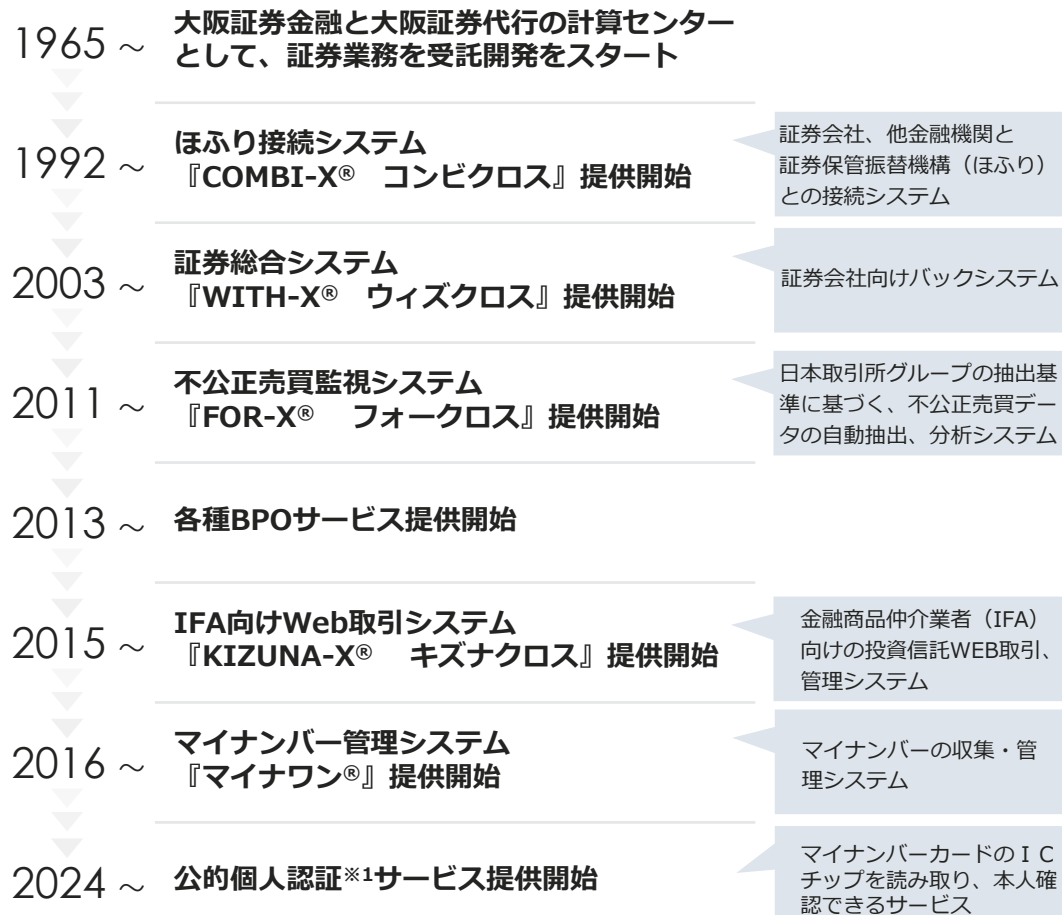 1965 ~
大阪証券金融と大阪証券代行の計算センター
として、証券業務を受託開発をスタート
1992 ~
ほふり接続システム
『COMBI-X® コンビクロス』提供開始
証券会社、他金融機関と
証券保管振替機構（ほふり）
との接続システム
2003 ~
証券総合システム
『WITH-X® ウィズクロス』提供開始
証券会社向けバックシステム
2011 ~
不公正売買監視システム
『FOR-X® フォークロス』提供開始
日本取引所グループの抽出基
準に基づく、不公正売買デー
タの自動抽出、分析システム
2013 ~
各種BPOサービス提供開始
2015 ~
IFA向けWeb取引システム
『KIZUNA-X® キズナクロス』提供開始
金融商品仲介業者（IFA）
向けの投資信託WEB取引、
管理システム
2016 ~
マイナンバー管理システム
『マイナワン®』提供開始
マイナンバーの収集・管
理システム
2024 ~
公的個人認証※1サービス提供開始
マイナンバーカードのＩＣ
チップを読み取り、本人確
認できるサービス